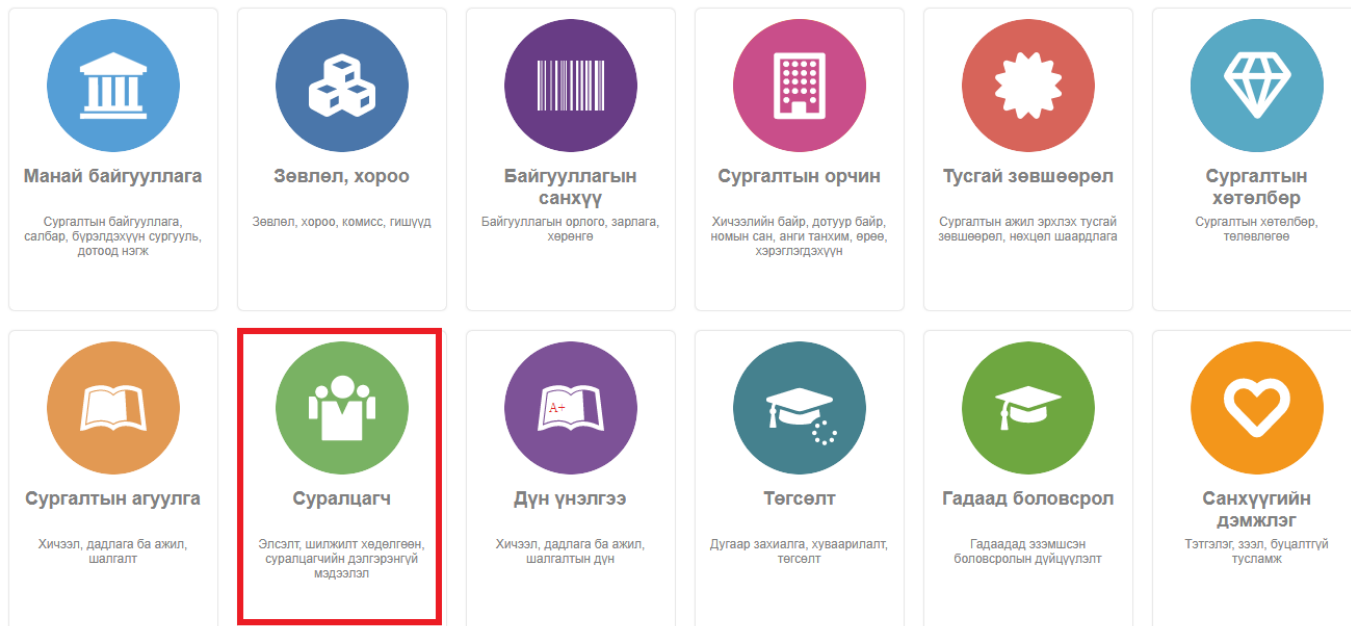 Манай байгууллага
Сургалтын байгууллага,
салбар, бүрэлдэхүүн сургууль,
дотоод нэгж
Зөвлөл, хороо
Зөвлөл, хороо, комисс, гишүүд
Байгууллагын
санхүү
Байгууллагын орлого, зарлага,
хөрөнгө
Сургалтын орчин
Хичээлийн байр, дотуур байр,
номын сан, анги танхим, өрөө,
хэрэглэгдэхүүн
Тусгай зөвшөөрөл
Сургалтын ажил эрхлэх тусгай
зөвшөөрөл, нөхцөл шаардлага
Сургалтын
хөтөлбөр
Сургалтын хөтөлбөр,
төлөвлөгөө
Сургалтын агуулга
Хичээл, дадлага ба ажил,
шалгалт
Суралцагч
Элсэлт, шилжилт хөдөлгөөн,
суралцагчийн дэлгэрэнгүй
мэдээлэл
A+
Дүн үнэлгээ
Хичээл, дадлага ба ажил,
шалгалтын дүн
Төгсөлт
Дугаар захиалга, хуваарилалт,
төгсөлт
Гадаад боловсрол
Гадаадад эзэмшсэн
боловсролын дүйцүүлэлт
Санхүүгийн
дэмжлэг
Тэтгэлэг, зээл, буцалтгүй
тусламж